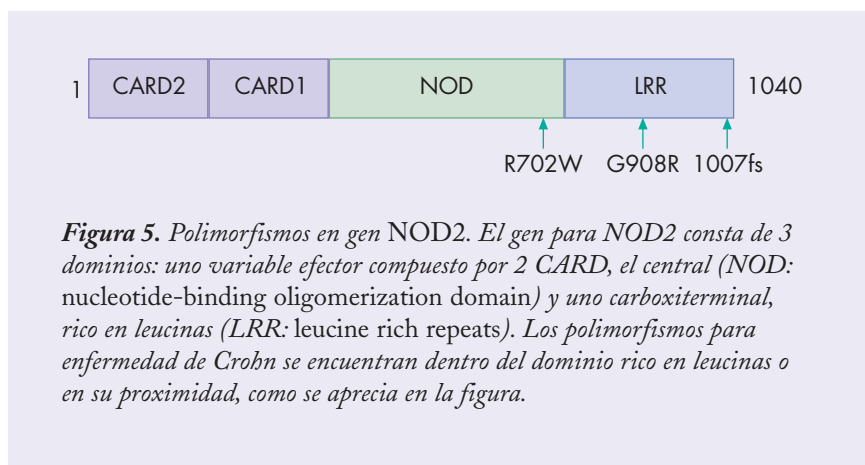 1 CARD2 CARD1 NOD LRR 1040
R702W G908R 1007fs
Figura 5. Polimorfismos en gen NOD2. El gen para NOD2 consta de 3
dominios: uno variable efector compuesto por 2 CARD, el central (NOD:
nucleotide-binding oligomerization domain) y uno carboxiterminal,
rico en leucinas (LRR: leucine rich repeats). Los polimorfismos para
enfermedad de Crohn se encuentran dentro del dominio rico en leucinas o
en su proximidad, como se aprecia en la figura.